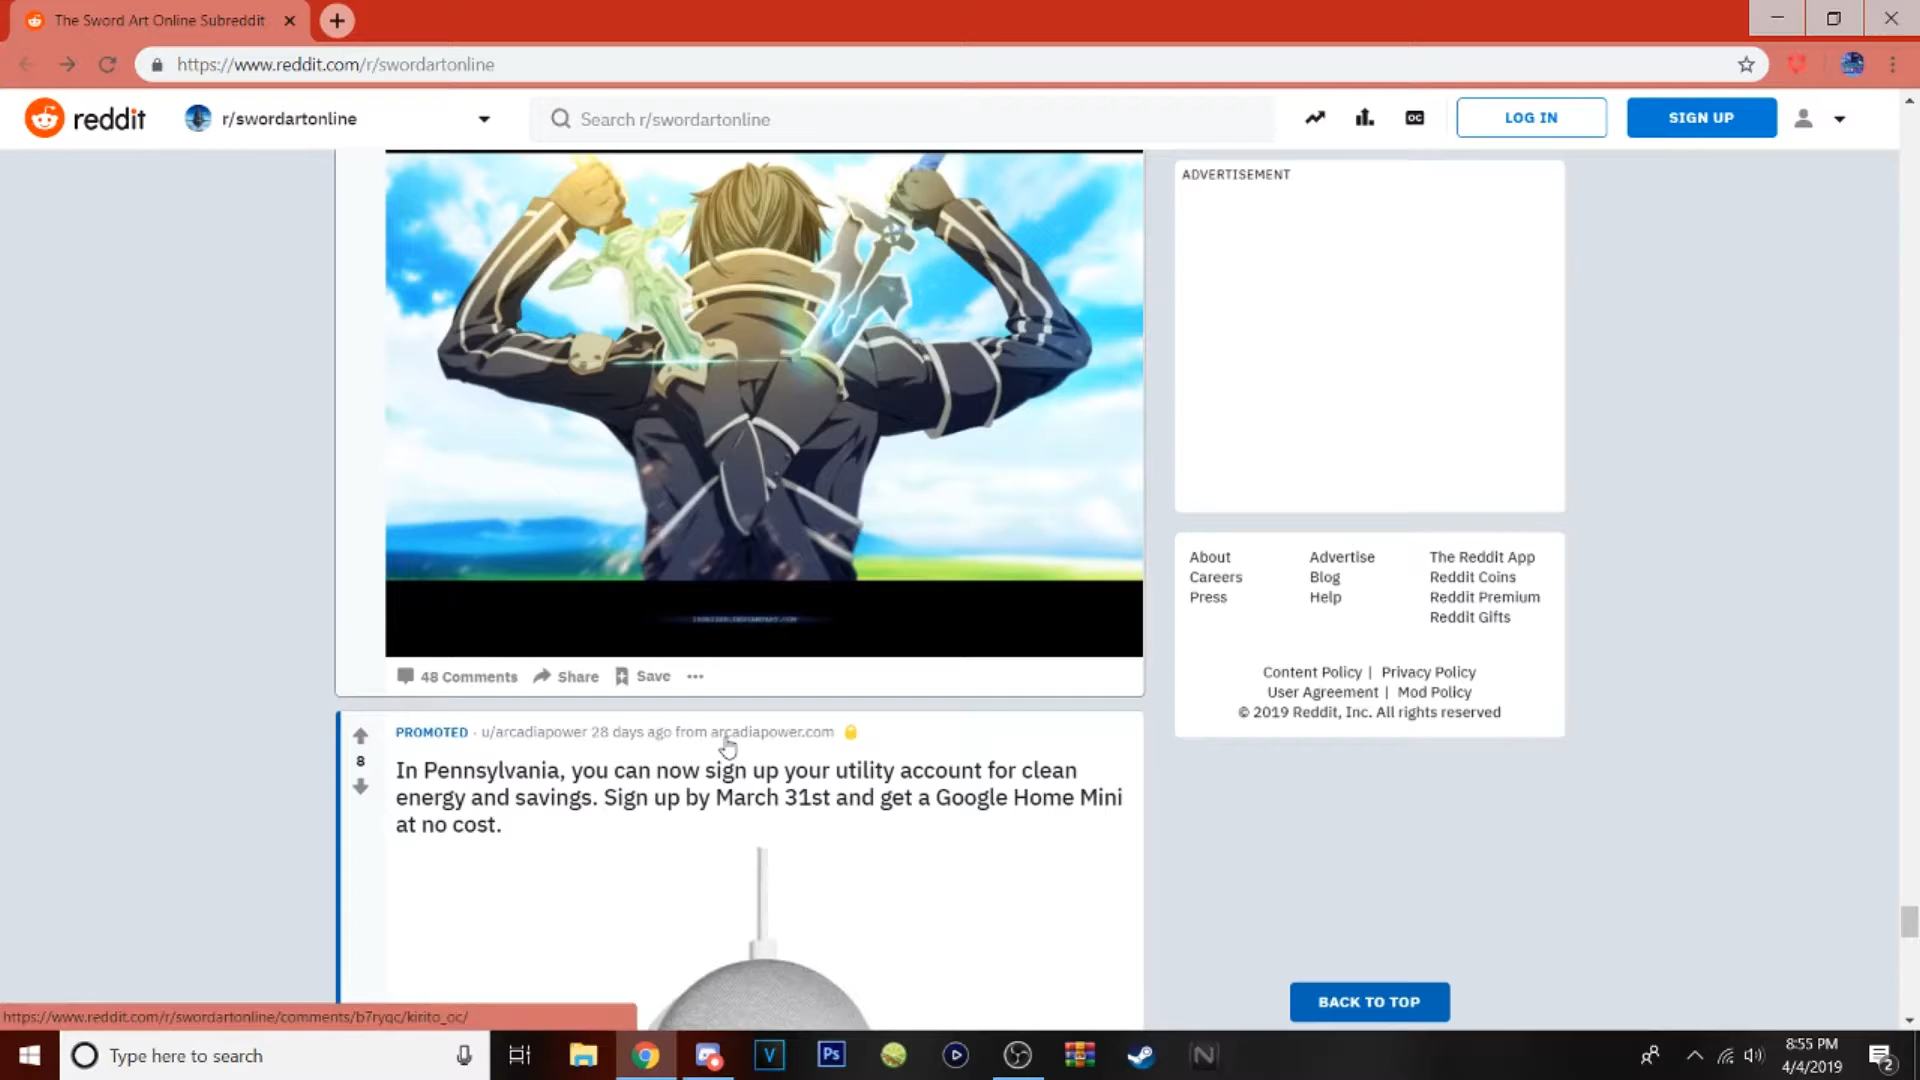 The Sword Art Online Subreddit
https://www.reddit.com/r/swordartonline
reddit
r/swordartonline
Search r/swordartonline
OC
LOG IN
SIGN UP
ADVERTISEMENT
48 Comments
Share
Save
PROMOTED · u/arcadiapower 28 days ago from arcadiapower.com
8
In Pennsylvania, you can now sign up your utility account for clean
energy and savings. Sign up by March 31st and get a Google Home Mini
at no cost.
About
Careers
Press
Advertise
Blog
Help
The Reddit App
Reddit Coins
Reddit Premium
Reddit Gifts
Content Policy | Privacy Policy
User Agreement | Mod Policy
© 2019 Reddit, Inc. All rights reserved
BACK TO TOP
https://www.reddit.com/r/swordartonline/comments/b7ryqc/kirito_oc/
Type here to search
V
Ps
N
8:55 PM
4/4/2019
2